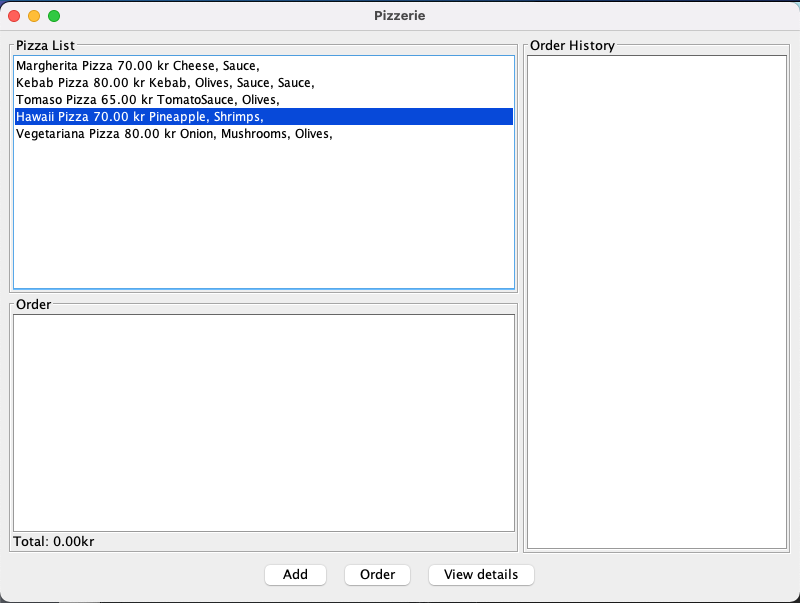 Pizzerie
Pizza List
Margherita Pizza 70.00 kr Cheese, Sauce,
Kebab Pizza 80.00 kr Kebab, Olives, Sauce, Sauce,
Tomaso Pizza 65.00 kr TomatoSauce, Olives,
Hawaii Pizza 70.00 kr Pineapple, Shrimps,
Vegetariana Pizza 80.00 kr Onion, Mushrooms, Olives,
Order
Total: 0.00kr
Order History
Add
Order
View details